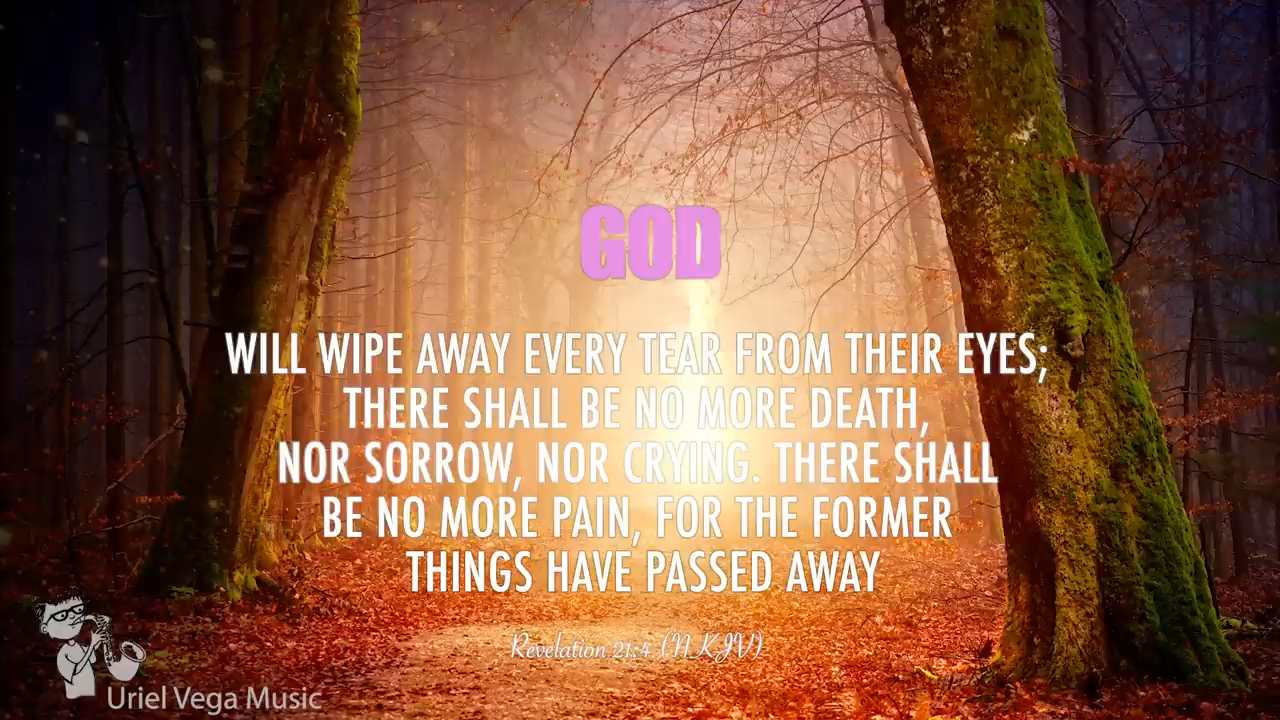 GOD
WILL WIPE AWAY EVERY TEAR FROM THEIR EYES;
THERE SHALL BE NO MORE DEATH,
NOR SORROW, NOR CRYING. THERE SHALL
BE NO MORE PAIN, FOR THE FORMER
THINGS HAVE PASSED AWAY
Revelation 21:4 (NKJV)
Uriel Vega Music